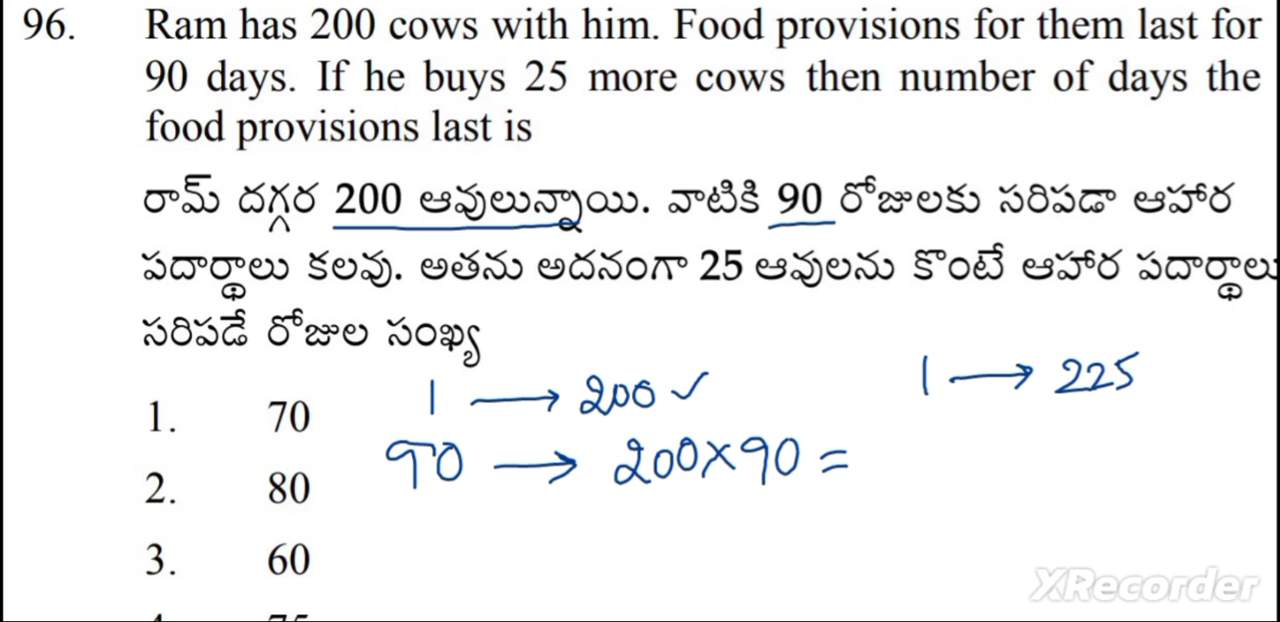 96. Ram has 200 cows with him. Food provisions for them last for
90 days. If he buys 25 more cows then number of days the
food provisions last is
రామ్ దగ్గర 200 ఆవులున్నాయి. వాటికి 90 రోజులకు సరిపడా ఆహార
పదార్థాలు కలవు. అతను అదనంగా 25 ఆవులను కొంటే ఆహార పదార్థాలు
సరిపడే రోజుల సంఖ్య
1 → 200 ✓ 1 → 225
1. 70
90 → 200×90 =
2. 80
3. 60
XRecorder